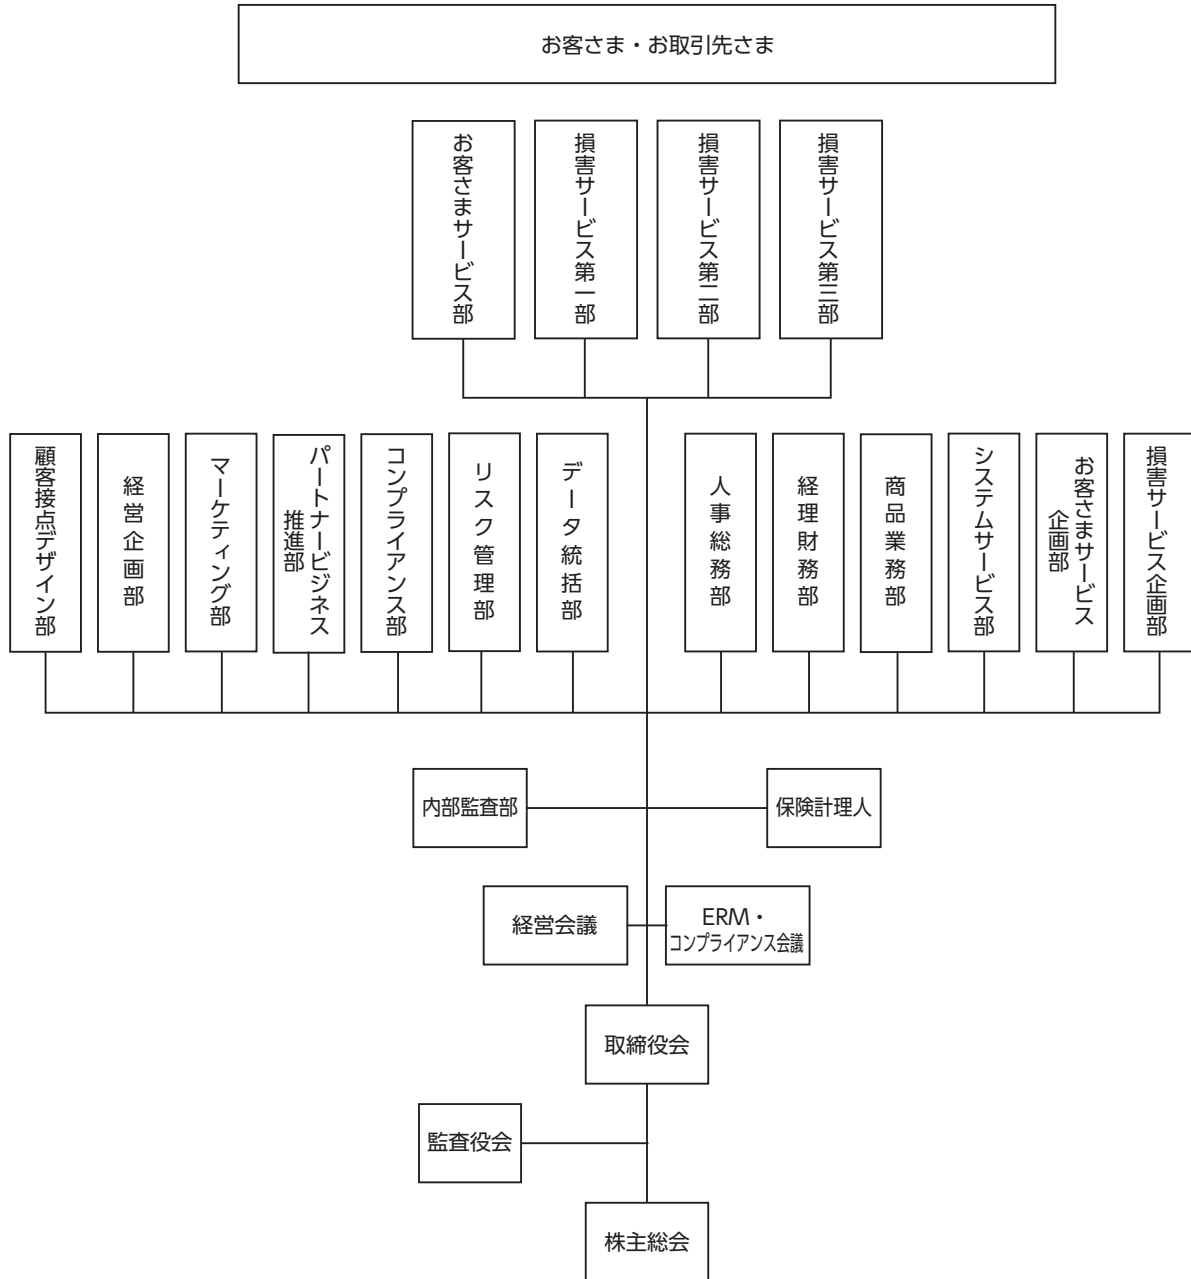 お客さま・お取引先さま
お客さまサービス部
損害サービス第一部
損害サービス第二部
損害サービス第三部
顧客接点デザイン部
経営企画部
マーケティング部
パートナービジネス
推進部
コンプライアンス部
リスク管理部
データ統括部
人事総務部
経理財務部
商品業務部
システムサービス部
お客さまサービス
企画部
損害サービス企画部
内部監査部
保険計理人
経営会議
ERM・
コンプライアンス会議
取締役会
監査役会
株主総会